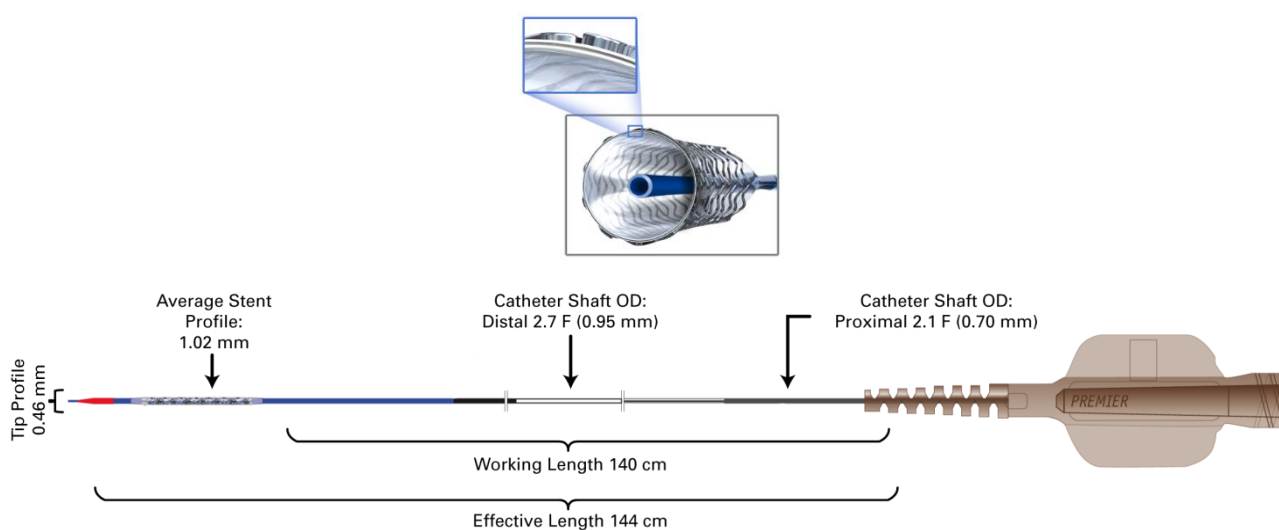 Average Stent
Profile:
1.02 mm
Catheter Shaft OD:
Distal 2.7 F (0.95 mm)
Catheter Shaft OD:
Proximal 2.1 F (0.70 mm)
Tip Profile
0.46 mm
PREMIER
Working Length 140 cm
Effective Length 144 cm